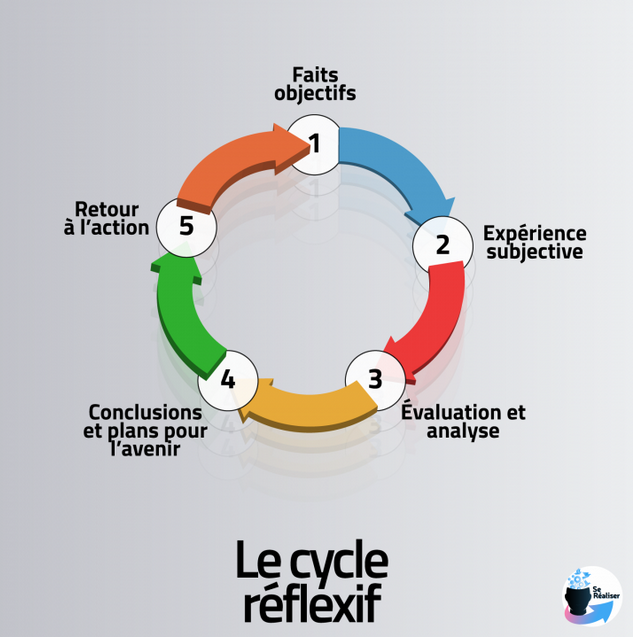 Faits
objectifs
1
2
Expérience
subjective
3
Évaluation et
analyse
4
Conclusions
et plans pour
l'avenir
5
Retour
à l'action
Le cycle
réflexif
Se
Réaliser